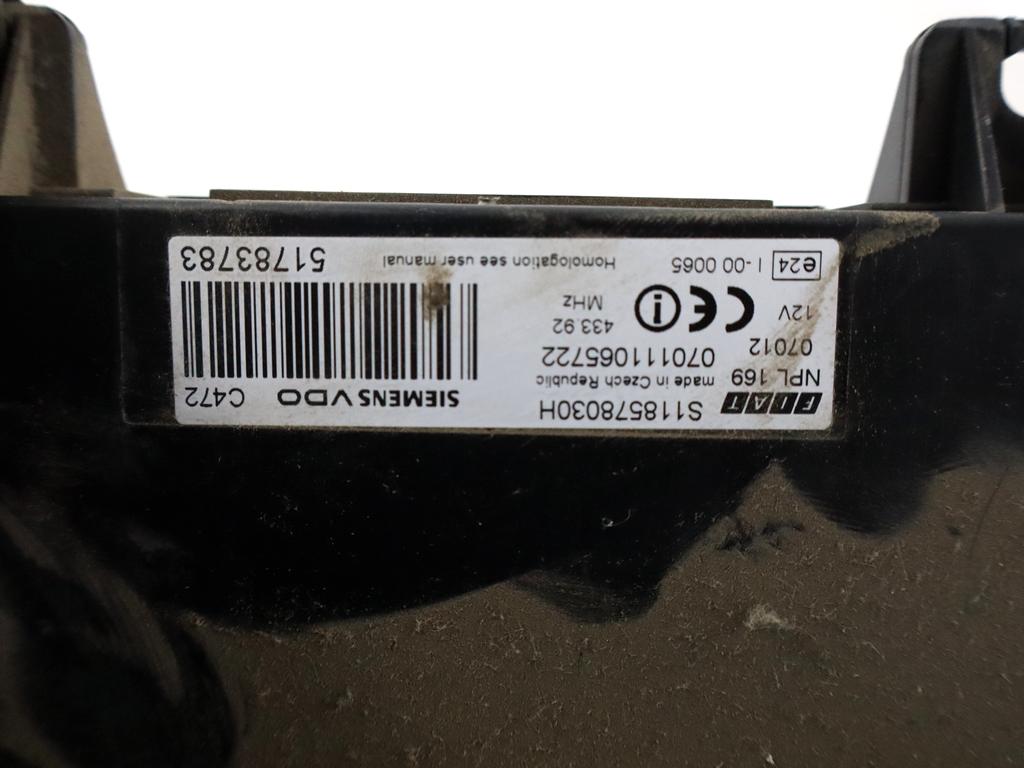 FIAT S118578030H SIEMENS VDO C472
NPL 169 made in Czech Republic
07012 070111065722
12V 433.92 MHz
e24 I -00 0065 Homologation see user manual 51783783